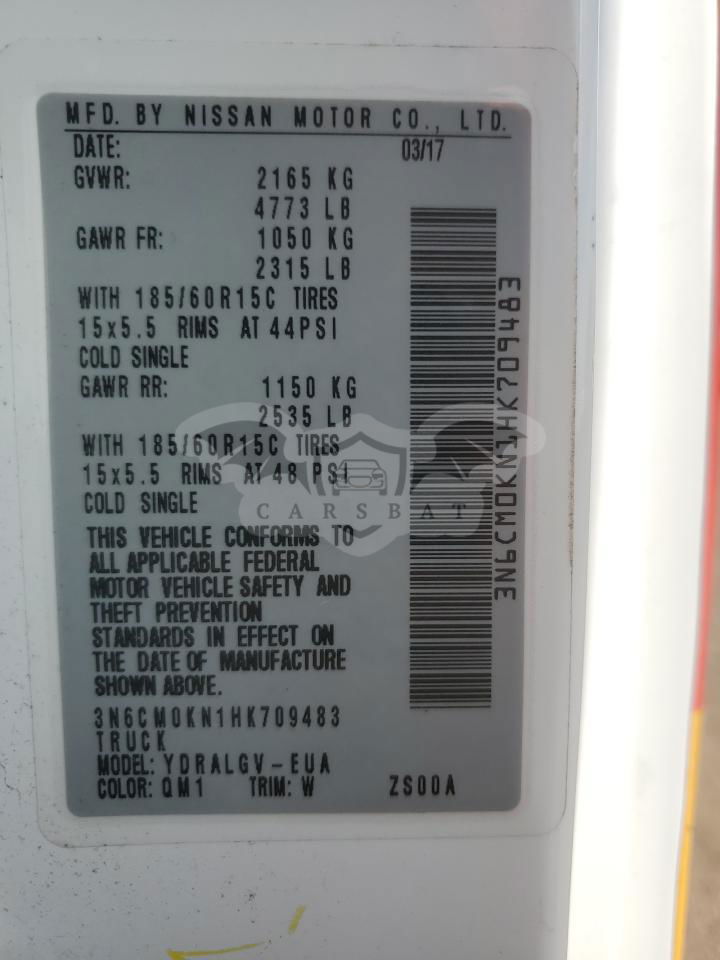 MFD. BY NISSAN MOTOR CO., LTD.
DATE: 03/17
GVWR: 2165 KG
4773 LB
GAWR FR: 1050 KG
2315 LB
WITH 185/60R15C TIRES
15x5.5 RIMS AT 44PSI
COLD SINGLE
GAWR RR: 1150 KG
2535 LB
WITH 185/60R15C TIRES
15x5.5 RIMS AT 48 PSI
COLD SINGLE
THIS VEHICLE CONFORMS TO
ALL APPLICABLE FEDERAL
MOTOR VEHICLE SAFETY AND
THEFT PREVENTION
STANDARDS IN EFFECT ON
THE DATE OF MANUFACTURE
SHOWN ABOVE.
3N6CM0KN1HK709483
TRUCK
MODEL: YDRALGV-EUA
COLOR: QM1 TRIM: W ZS00A
3N6CM0KN1HK709483
CARSBAT